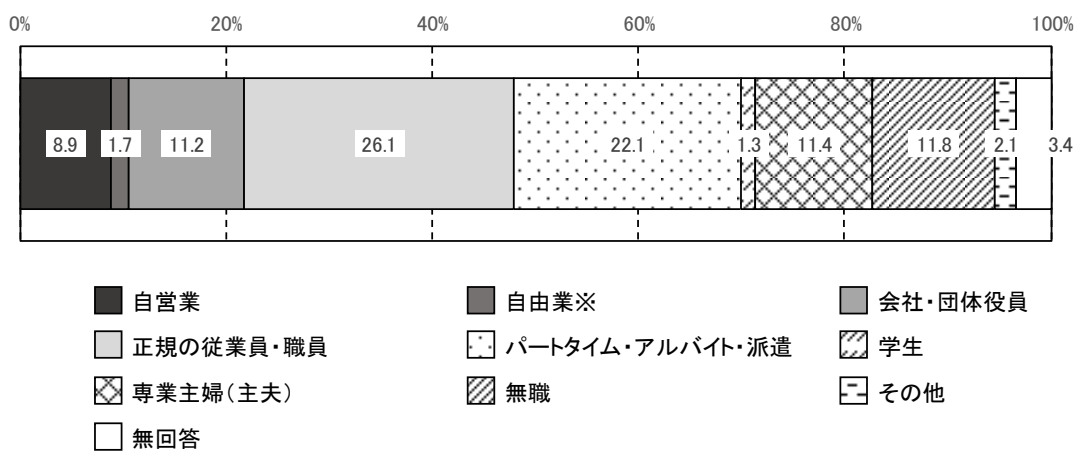 0% 20% 40% 60% 80% 100%
8.9 1.7 11.2 26.1 22.1 1.3 11.4 11.8 2.1 3.4
自営業 自由業※ 会社・団体役員
正規の従業員・職員 パートタイム・アルバイト・派遣 学生
専業主婦(主夫) 無職 その他
無回答